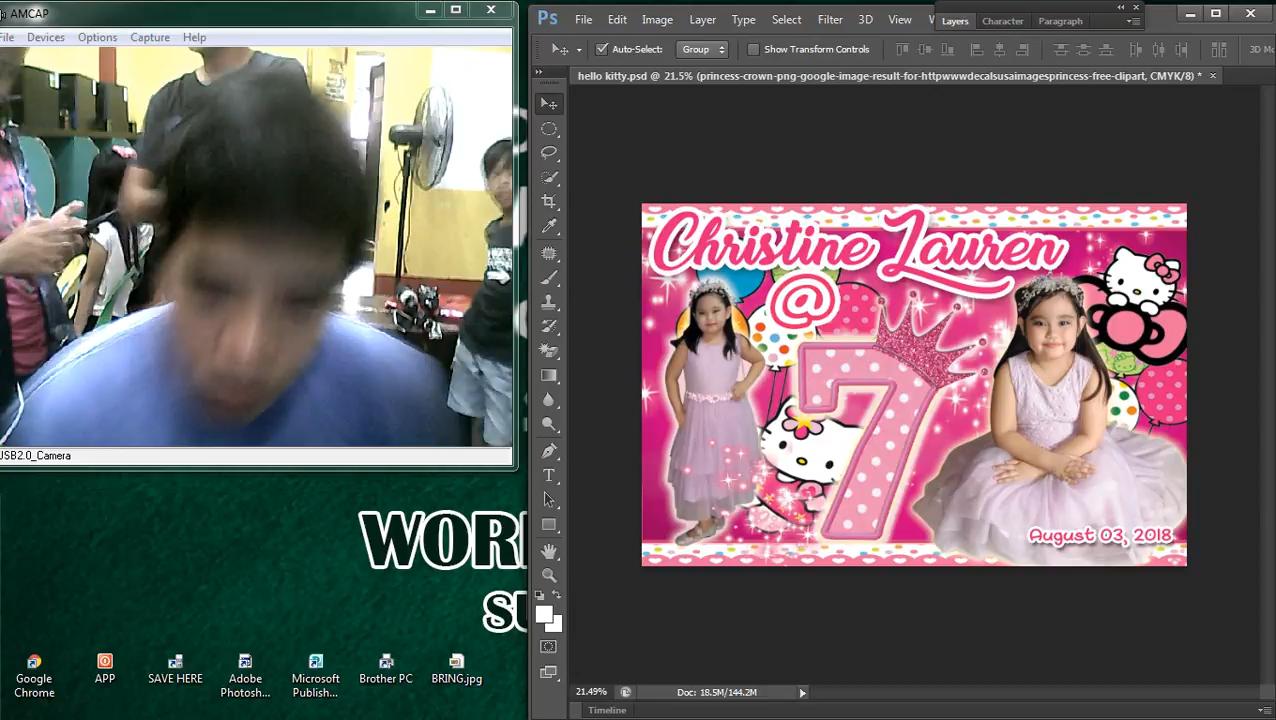 AMCAP
File Devices Options Capture Help
USB2.0_Camera
WOR
SU
Google Chrome
APP
SAVE HERE
Adobe Photosh...
Microsoft Publish...
Brother PC
BRING.jpg
Ps File Edit Image Layer Type Select Filter 3D View W
Layers Character Paragraph
Auto-Select: Group Show Transform Controls 3D Mo
hello kitty.psd @ 21.5% (princess-crown-png-google-image-result-for-httpwwwdecalsusaimagesprincess-free-clipart, CMYK/8) *
Christine Lauren
@
7
August 03, 2018
21.49% Doc: 18.5M/144.2M
Timeline